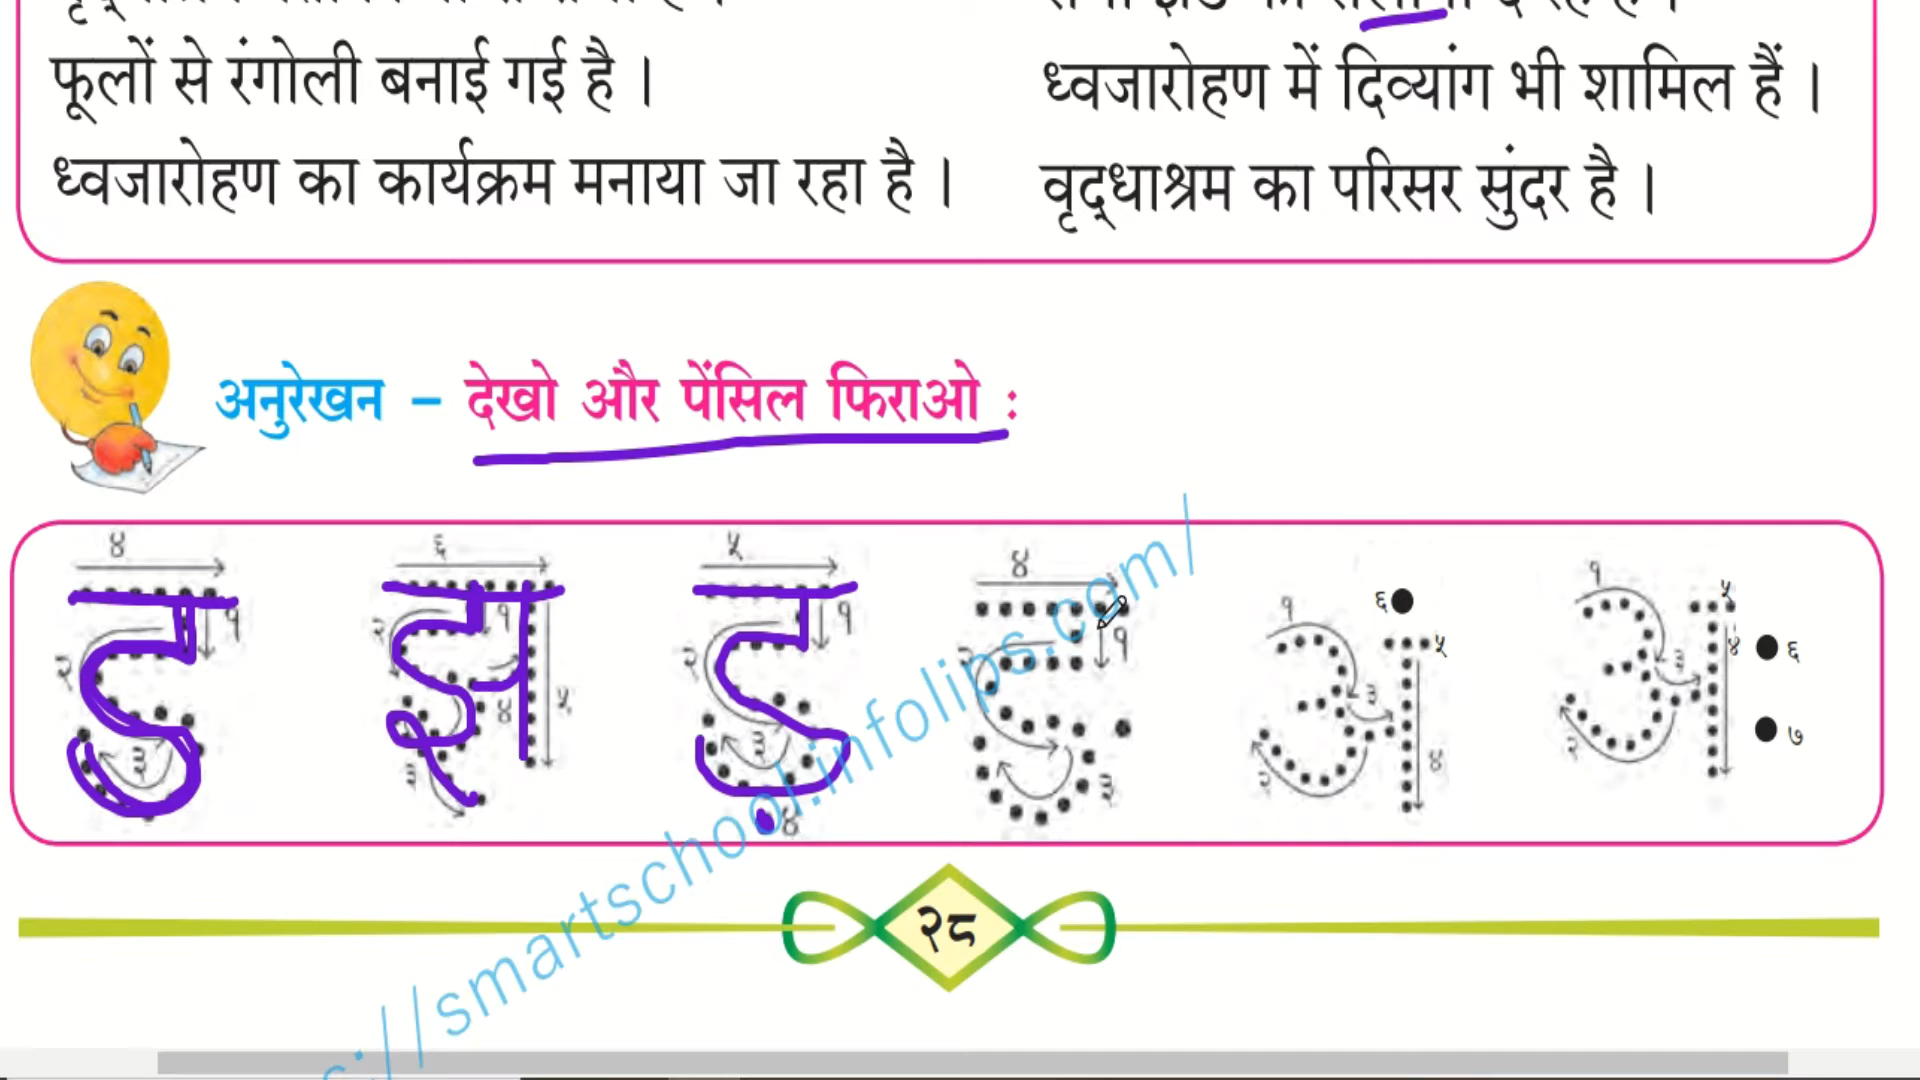 फूलों से रंगोली बनाई गई है ।
ध्वजारोहण का कार्यक्रम मनाया जा रहा है ।
ध्वजारोहण में दिव्यांग भी शामिल हैं ।
वृद्धाश्रम का परिसर सुंदर है ।
अनुरेखन – देखो और पेंसिल फिराओ :
ह झ ड़ ङ अं अः
२८
://smartschool.infolips.com/